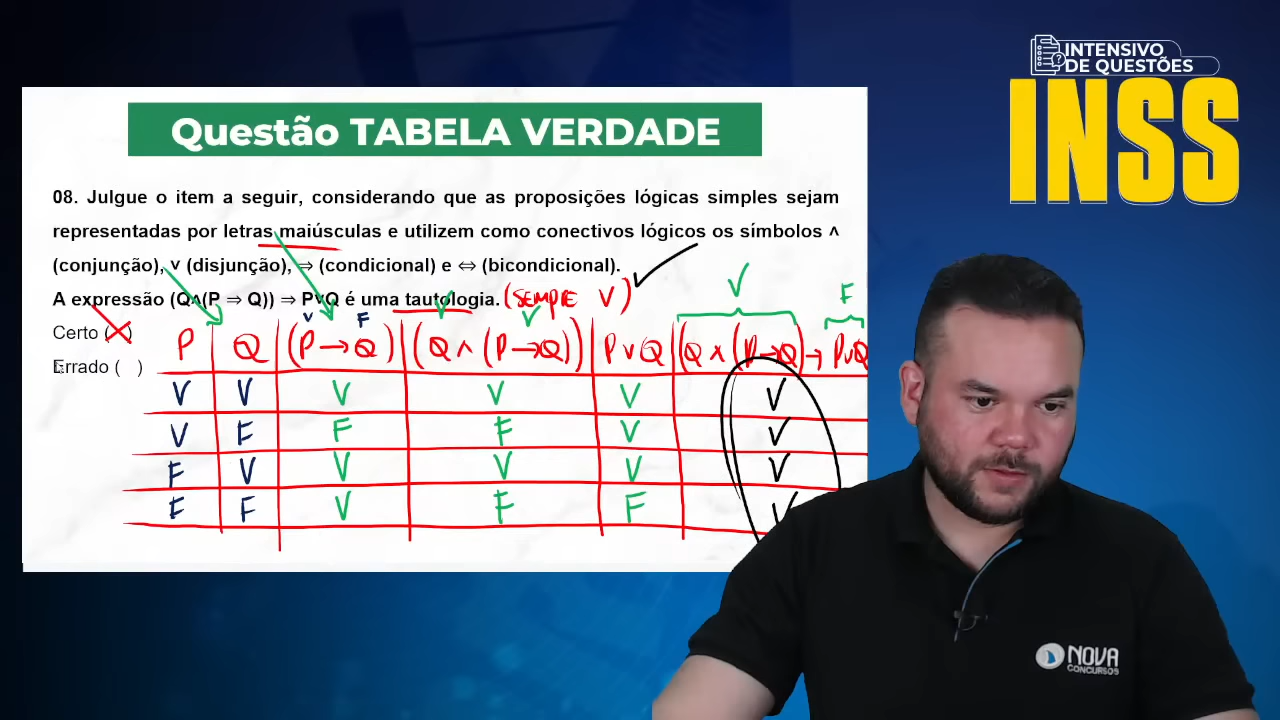 INTENSIVO
DE QUESTÕES
INSS
Questão TABELA VERDADE
08. Julgue o item a seguir, considerando que as proposições lógicas simples sejam
representadas por letras maiúsculas e utilizem como conectivos lógicos os símbolos ∧
(conjunção), ∨ (disjunção), ⇒ (condicional) e ⇔ (bicondicional).
A expressão (Q∧(P ⇒ Q)) ⇒ P∨Q é uma tautologia. (SEMPRE V)
V F
Certo ( )
Errado ( )
V F V V V F
P Q (P → Q) (Q ∧ (P → Q)) P ∨ Q (Q ∧ (P → Q) → P ∨ Q
V V V V V V
V F F F V V
F V V V V V
F F V F F V
NOVA
CONCURSOS